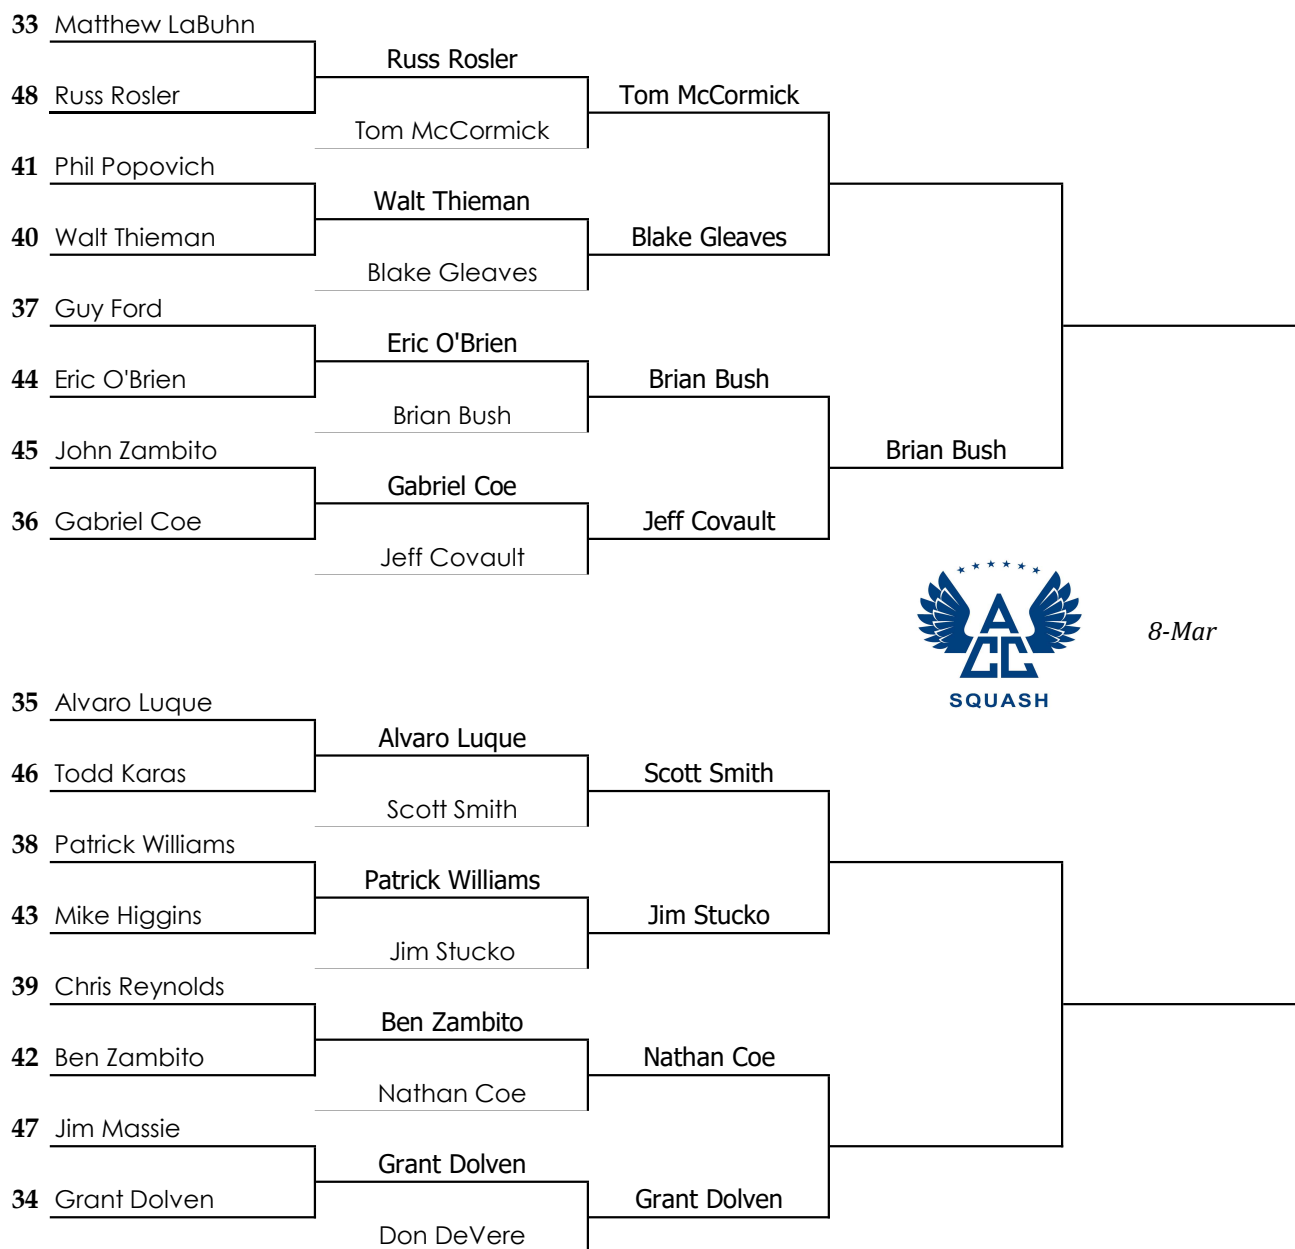 33 Matthew LaBuhn
Russ Rosler
48 Russ Rosler
Tom McCormick
Tom McCormick
41 Phil Popovich
Walt Thieman
40 Walt Thieman
Blake Gleaves
Blake Gleaves
37 Guy Ford
Eric O'Brien
44 Eric O'Brien
Brian Bush
Brian Bush
45 John Zambito
Brian Bush
Gabriel Coe
36 Gabriel Coe
Jeff Covault
Jeff Covault
ACC
SQUASH
8-Mar
35 Alvaro Luque
Alvaro Luque
46 Todd Karas
Scott Smith
Scott Smith
38 Patrick Williams
Patrick Williams
43 Mike Higgins
Jim Stucko
Jim Stucko
39 Chris Reynolds
Ben Zambito
42 Ben Zambito
Nathan Coe
Nathan Coe
47 Jim Massie
Grant Dolven
34 Grant Dolven
Grant Dolven
Don DeVere